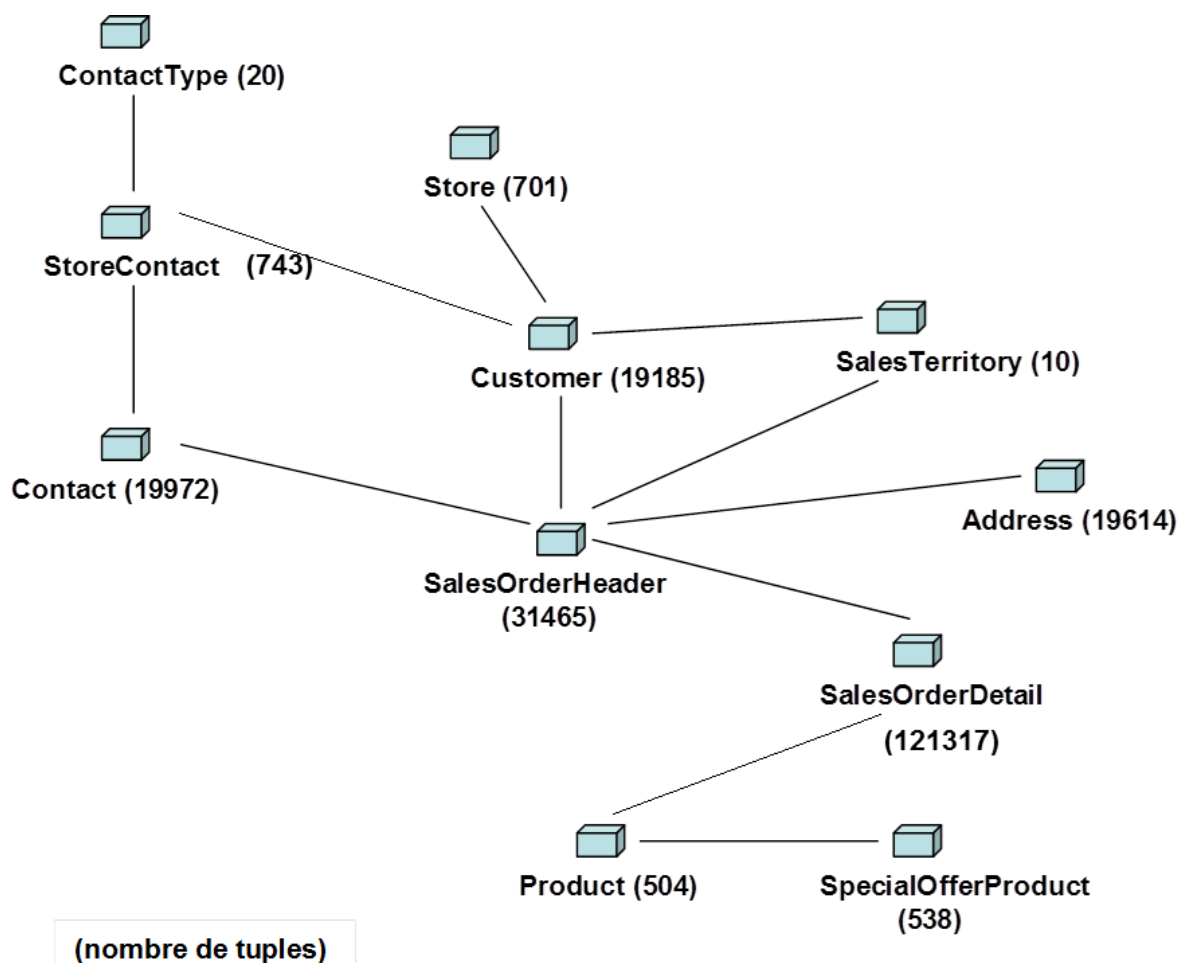 ContactType (20)
Store (701)
StoreContact (743)
Customer (19185)
SalesTerritory (10)
Contact (19972)
Address (19614)
SalesOrderHeader
(31465)
SalesOrderDetail
(121317)
Product (504)
SpecialOfferProduct
(538)
(nombre de tuples)